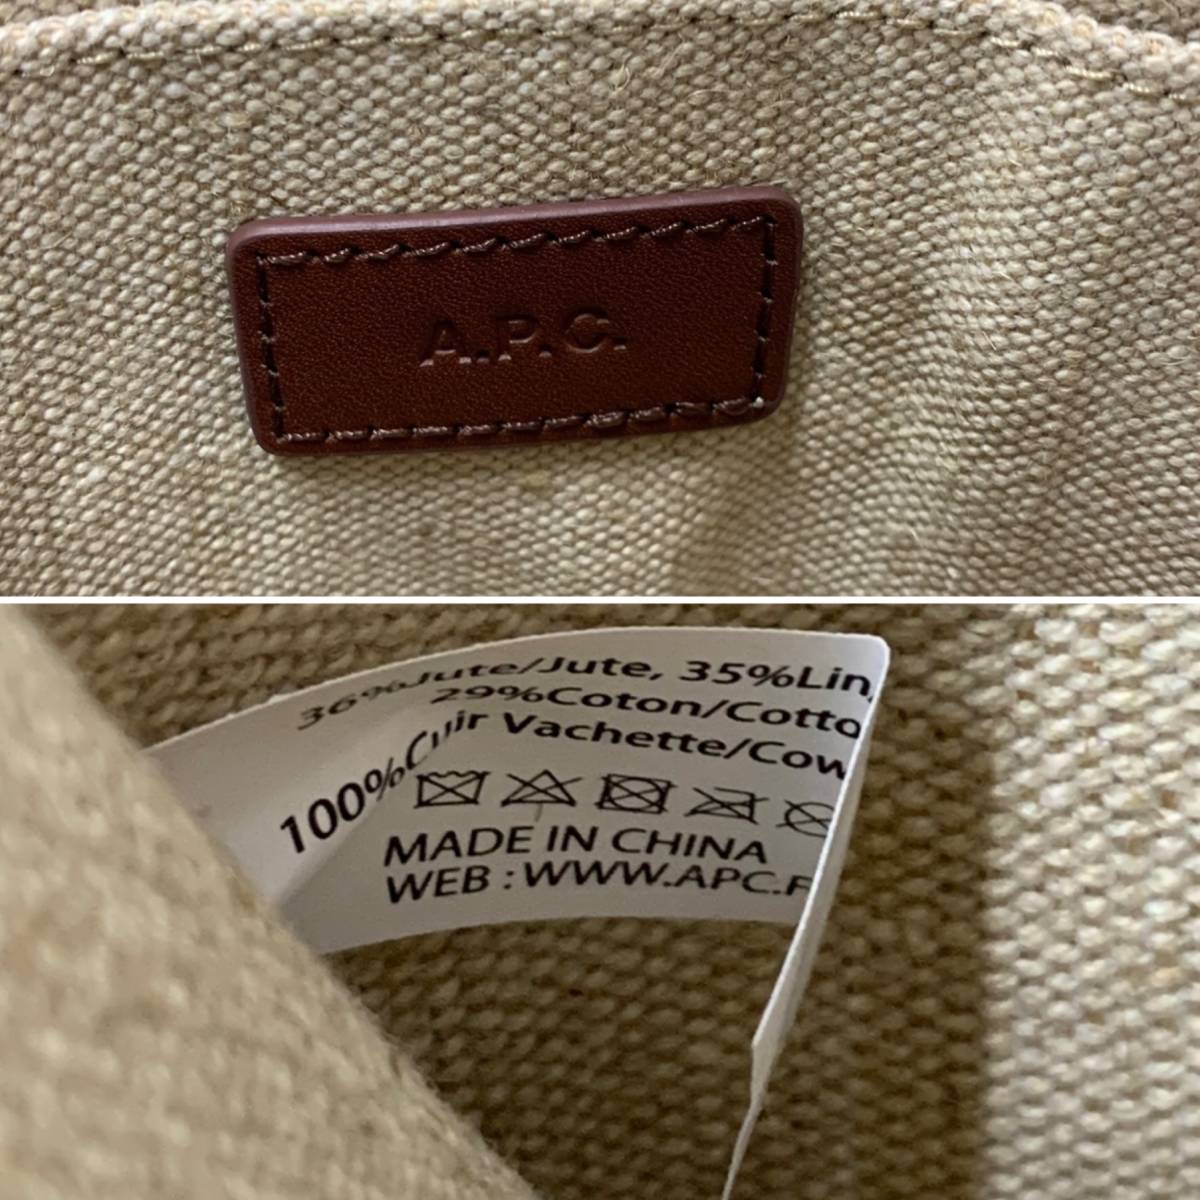 A.P.C.
36%Jute/Jute, 35%Lin
29%Coton/Cotto
100%Cuir Vachette/Cow
MADE IN CHINA
WEB : WWW.APC.F